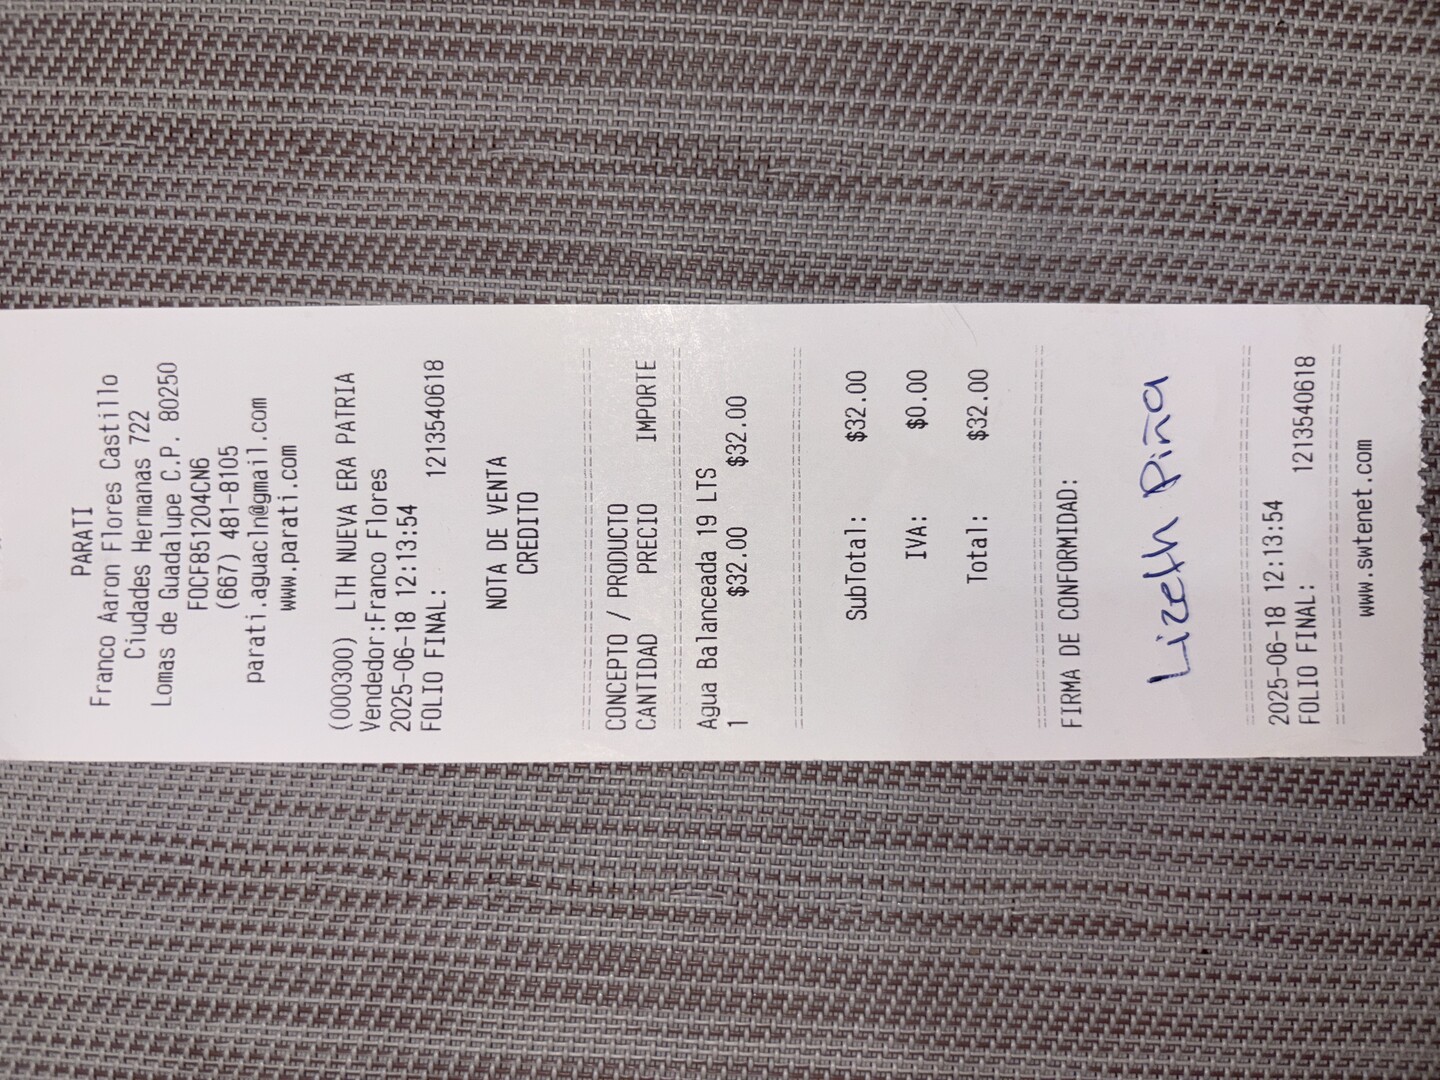 PARATI
Franco Aaron Flores Castillo
Ciudades Hermanas 722
Lomas de Guadalupe C.P. 80250
FOCF851204CN6
(667) 481-8105
parati.aguacln@gmail.com
www.parati.com
(000300) LTH NUEVA ERA PATRIA
Vendedor:Franco Flores
2025-06-18 12:13:54
FOLIO FINAL: 1213540618
NOTA DE VENTA
CREDITO
CONCEPTO / PRODUCTO
CANTIDAD PRECIO IMPORTE
Agua Balanceada 19 LTS
1 $32.00 $32.00
SubTotal: $32.00
IVA: $0.00
Total: $32.00
FIRMA DE CONFORMIDAD:
Lizeth Piña
2025-06-18 12:13:54
FOLIO FINAL: 1213540618
www.swtenet.com